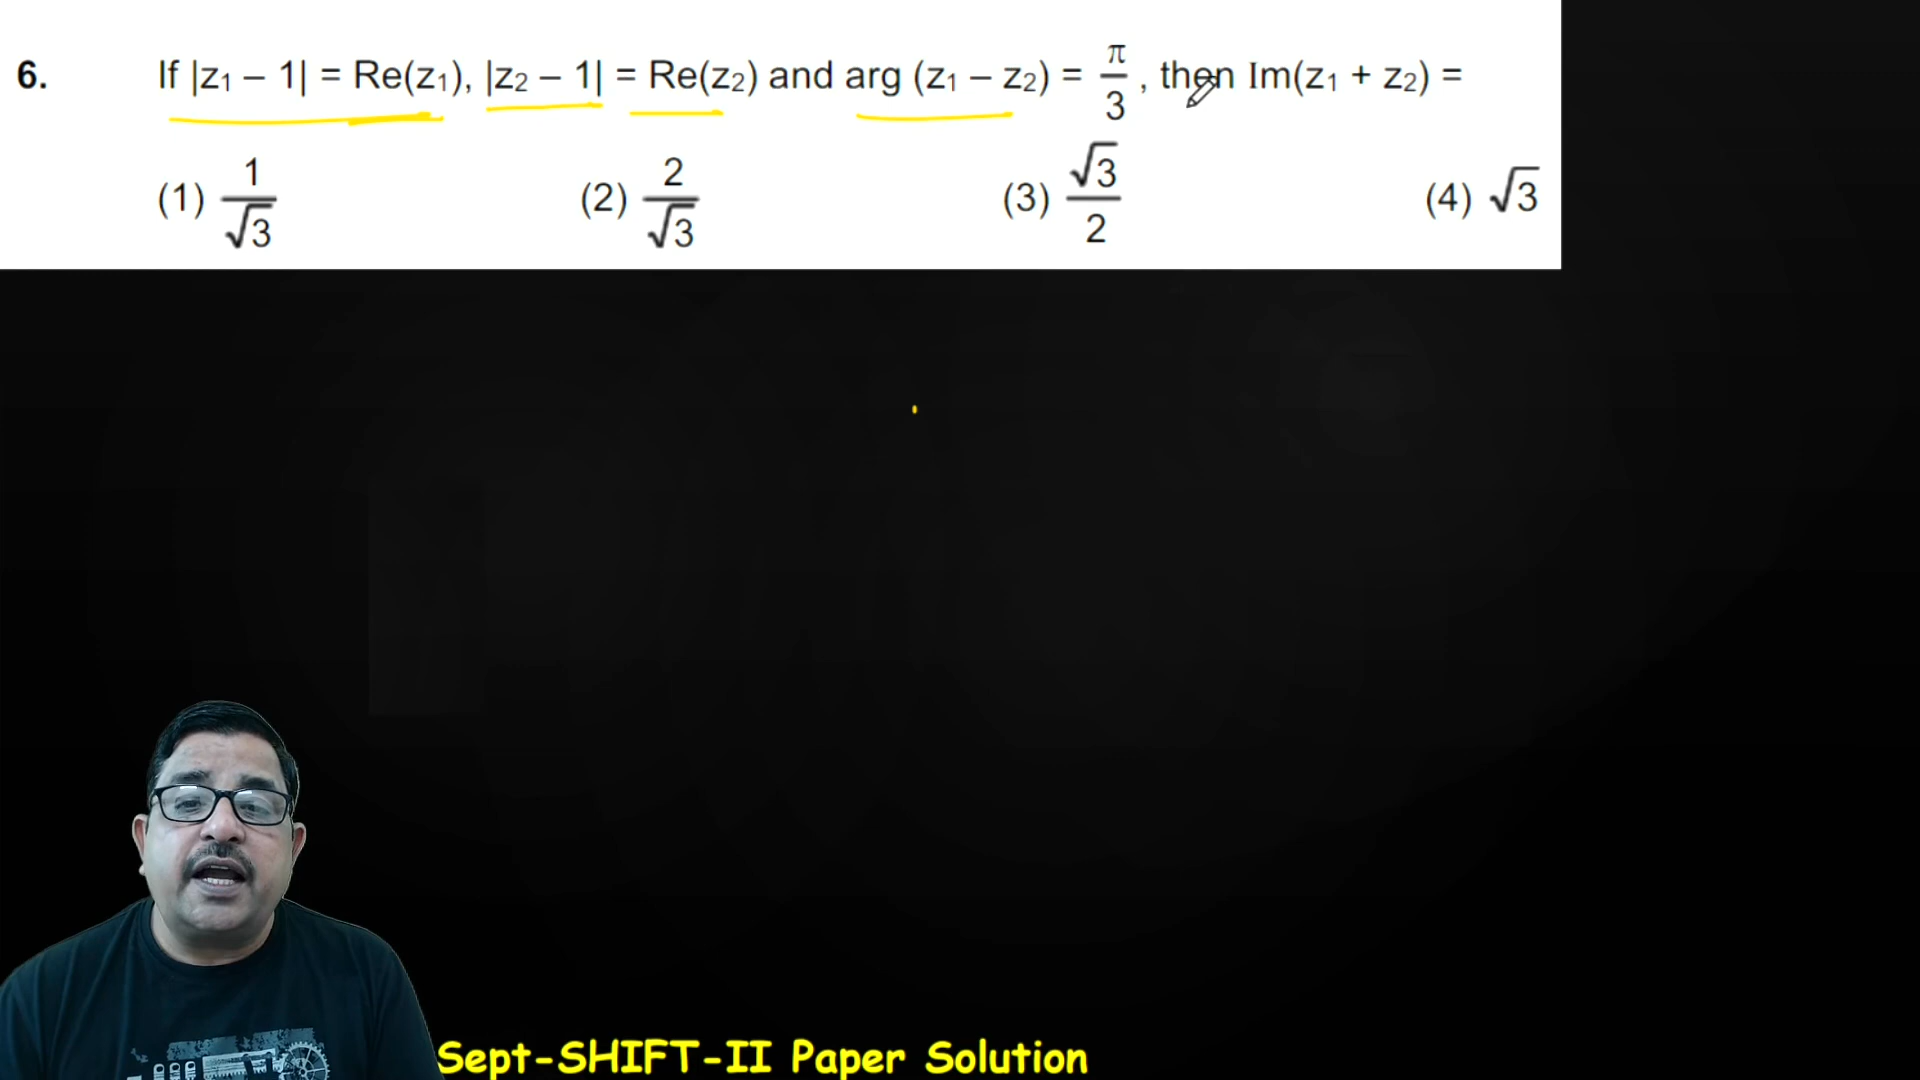 6. If |z₁ – 1| = Re(z₁), |z₂ – 1| = Re(z₂) and arg (z₁ – z₂) = π/3, then Im(z₁ + z₂) =
(1) 1/√3 (2) 2/√3 (3) √3/2 (4) √3
Sept-SHIFT-II Paper Solution